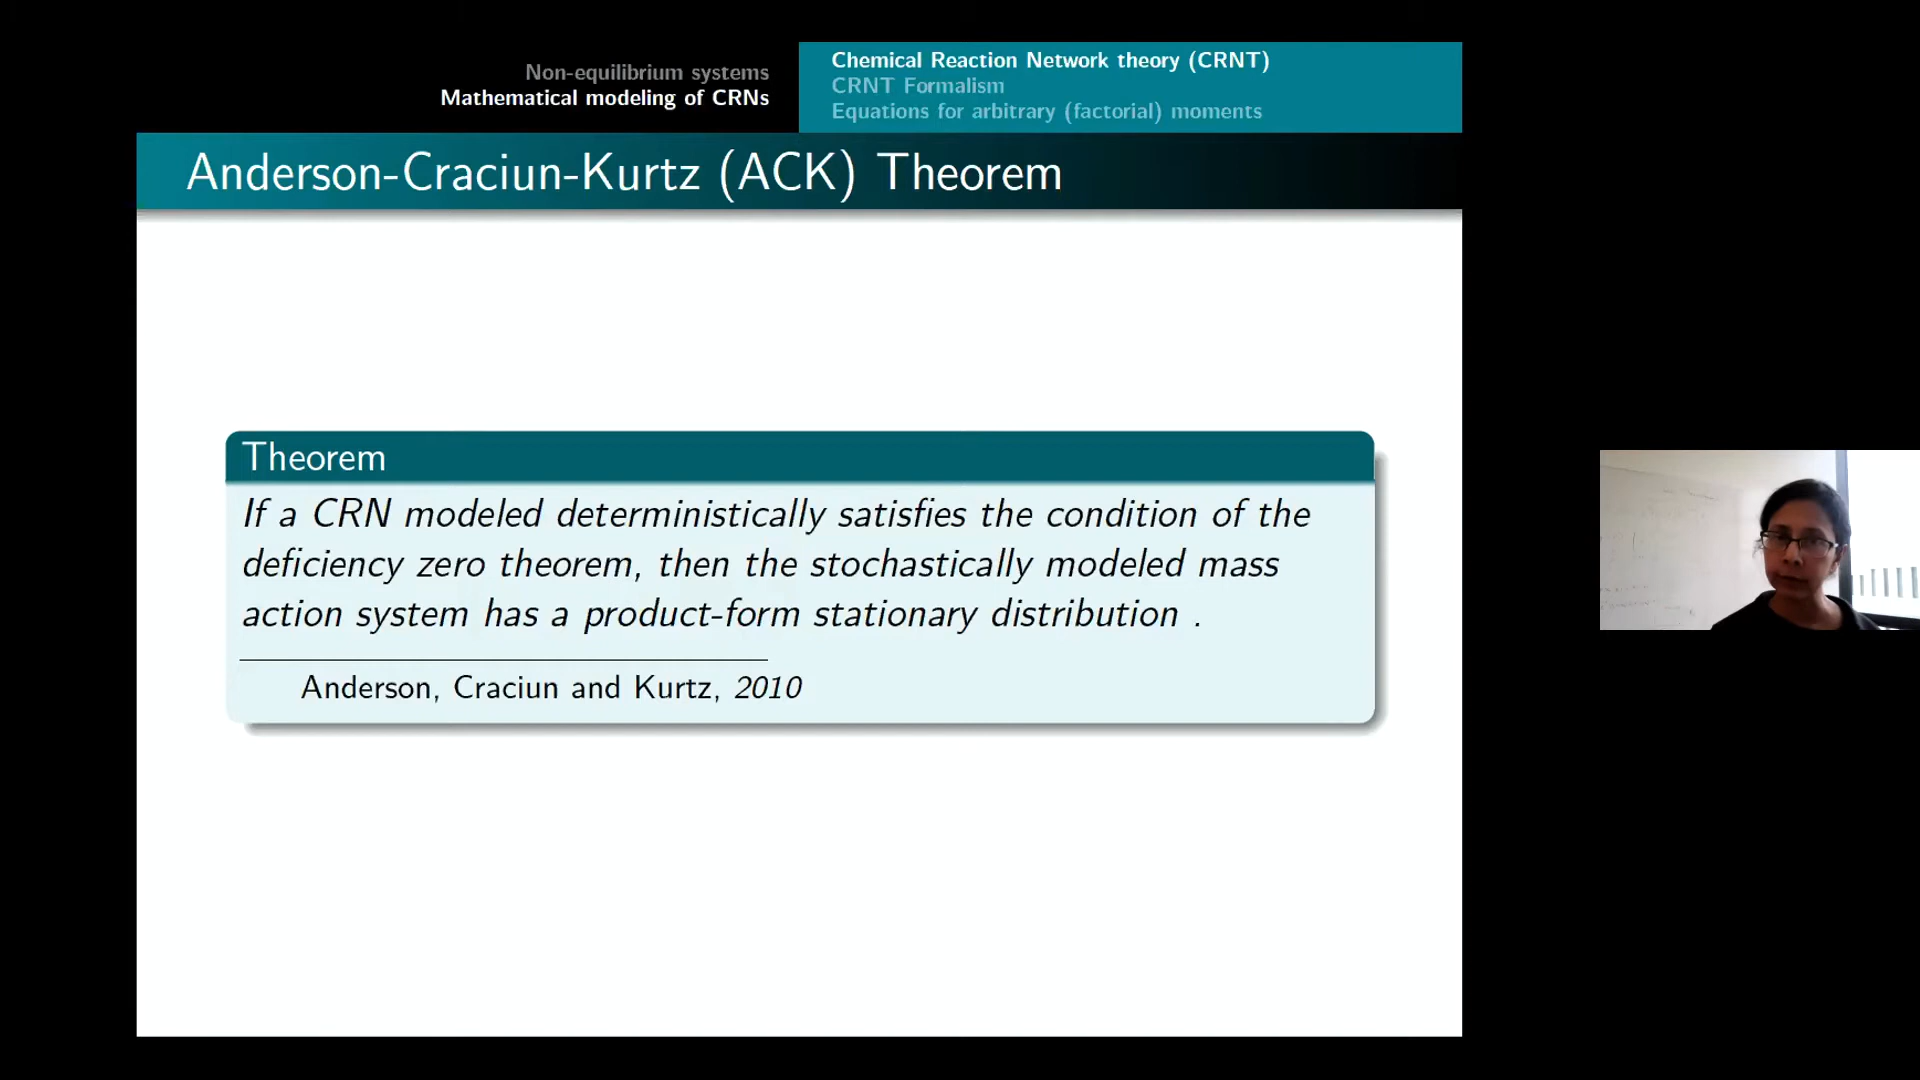 Non-equilibrium systems
Mathematical modeling of CRNs
Chemical Reaction Network theory (CRNT)
CRNT Formalism
Equations for arbitrary (factorial) moments
Anderson-Craciun-Kurtz (ACK) Theorem
Theorem
If a CRN modeled deterministically satisfies the condition of the
deficiency zero theorem, then the stochastically modeled mass
action system has a product-form stationary distribution .
Anderson, Craciun and Kurtz, 2010